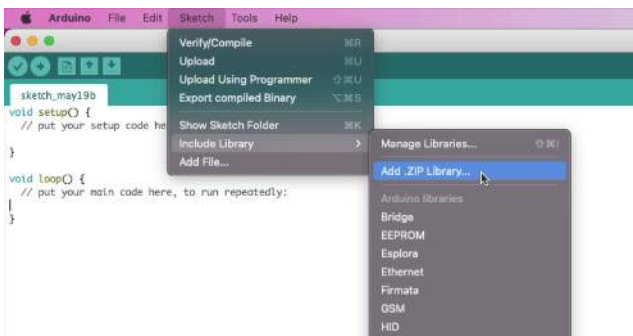 Arduino File Edit Sketch Tools Help
Verify/Compile ⌘R
Upload ⌘U
Upload Using Programmer ⇧⌘U
Export compiled Binary ⌥⌘S
Show Sketch Folder ⌘K
Include Library
Add File...
Manage Libraries... ⇧⌘I
Add .ZIP Library...
Arduino libraries
Bridge
EEPROM
Esplora
Ethernet
Firmata
GSM
HID
sketch_may19b
void setup() {
// put your setup code he
}
void loop() {
// put your main code here, to run repeatedly:
}